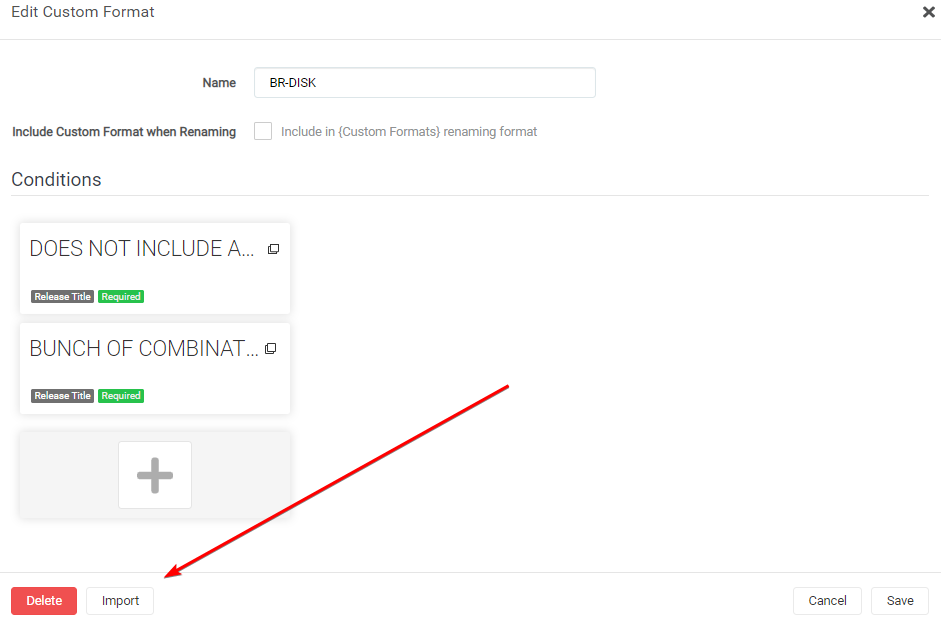 Edit Custom Format
Name BR-DISK
Include Custom Format when Renaming Include in {Custom Formats} renaming format
Conditions
DOES NOT INCLUDE A...
Release Title Required
BUNCH OF COMBINAT...
Release Title Required
Delete Import Cancel Save